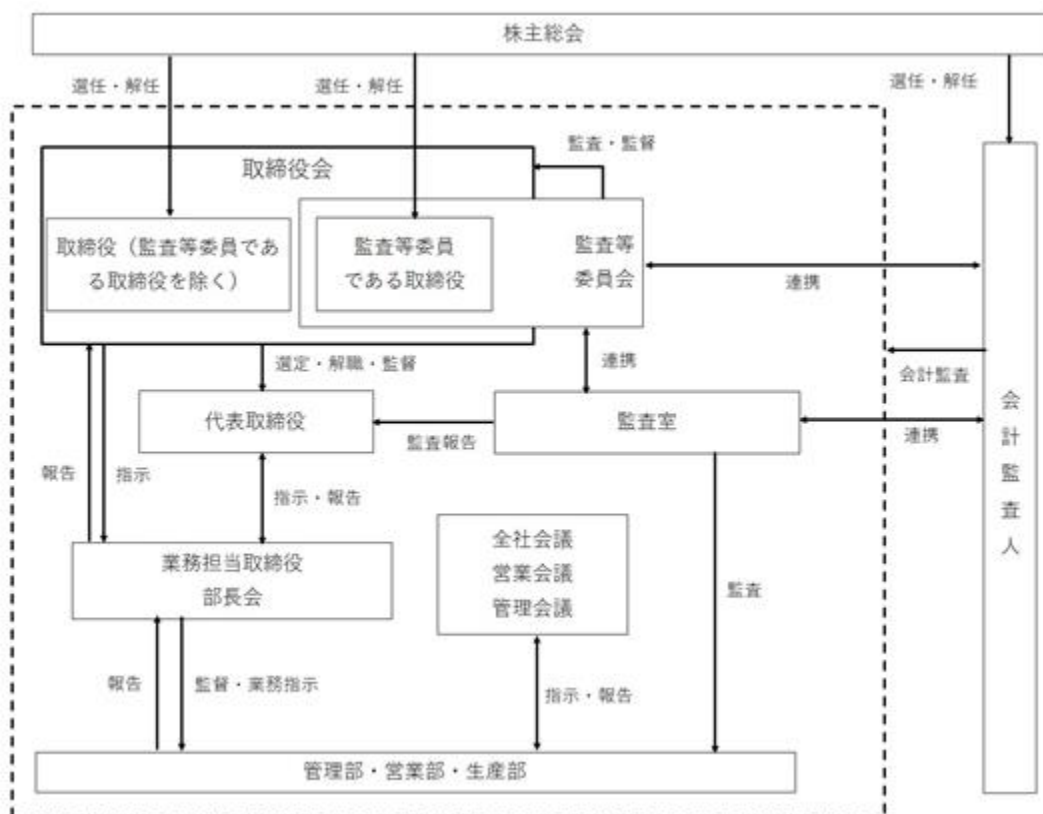 株主総会
選任・解任
選任・解任
選任・解任
監査・監督
取締役会
取締役（監査等委員であ
る取締役を除く）
監査等委員
である取締役
監査等
委員会
連携
選定・解職・監督
連携
会計監査
代表取締役
監査報告
監査室
連携
会計監査人
報告
指示
指示・報告
業務担当取締役
部長会
全社会議
営業会議
管理会議
監査
報告
監督・業務指示
指示・報告
管理部・営業部・生産部